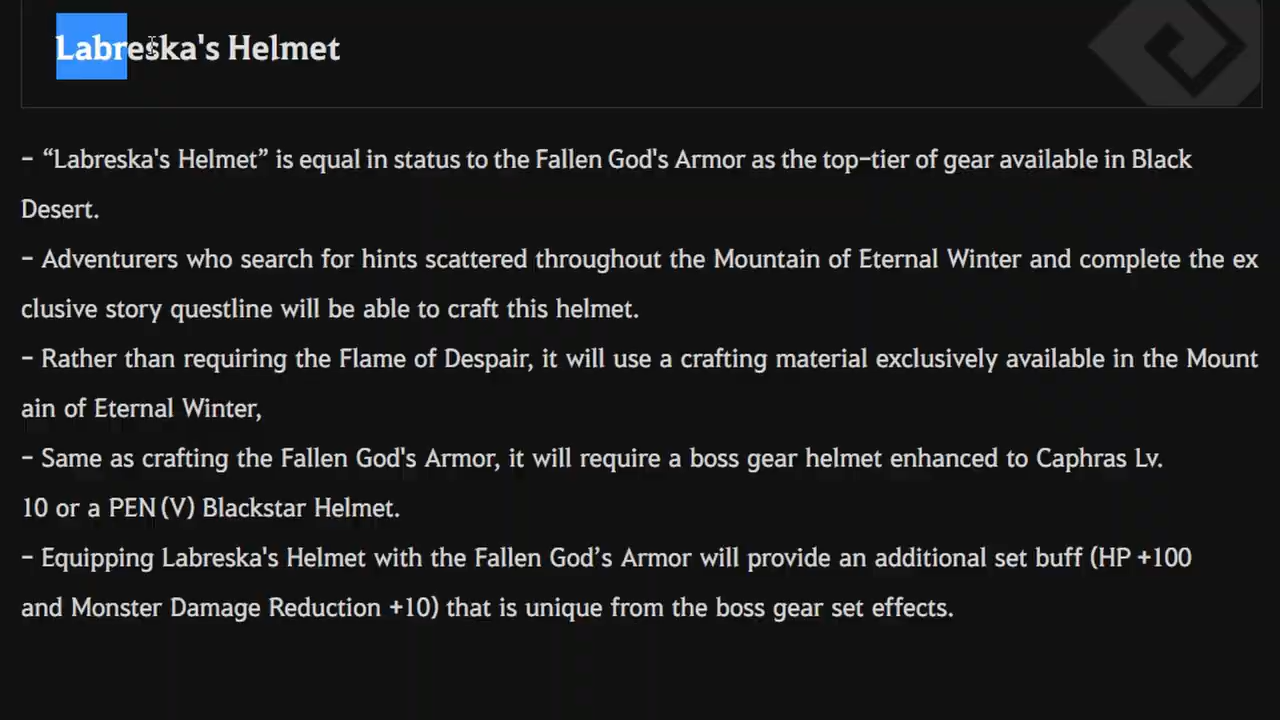 Labreska's Helmet
- “Labreska's Helmet” is equal in status to the Fallen God's Armor as the top-tier of gear available in Black
Desert.
- Adventurers who search for hints scattered throughout the Mountain of Eternal Winter and complete the ex
clusive story questline will be able to craft this helmet.
- Rather than requiring the Flame of Despair, it will use a crafting material exclusively available in the Mount
ain of Eternal Winter,
- Same as crafting the Fallen God's Armor, it will require a boss gear helmet enhanced to Caphras Lv.
10 or a PEN (V) Blackstar Helmet.
- Equipping Labreska's Helmet with the Fallen God’s Armor will provide an additional set buff (HP +100
and Monster Damage Reduction +10) that is unique from the boss gear set effects.